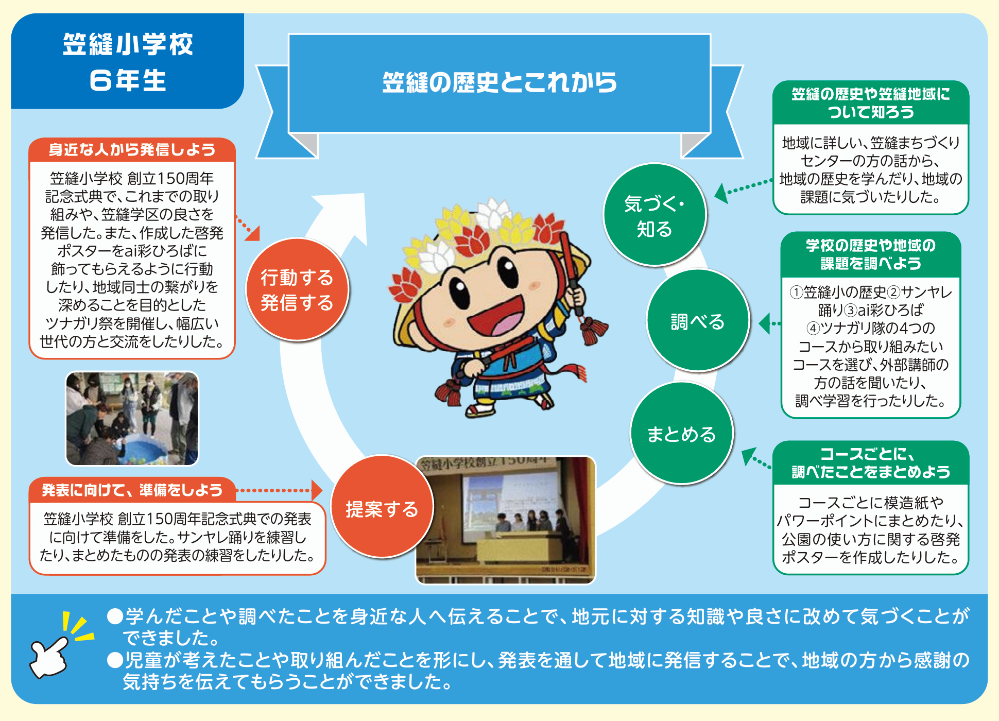 笠縫小学校
6年生
笠縫の歴史とこれから
笠縫の歴史や笠縫地域に
ついて知ろう
地域に詳しい、笠縫まちづくり
センターの方の話から、
地域の歴史を学んだり、地域の
課題に気づいたりした。
気づく・
知る
学校の歴史や地域の
課題を調べよう
①笠縫小の歴史②サンヤレ
踊り③ai彩ひろば
④ツナガリ隊の4つの
コースから取り組みたい
コースを選び、外部講師の
方の話を聞いたり、
調べ学習を行ったりした。
調べる
コースごとに、
調べたことをまとめよう
コースごとに模造紙や
パワーポイントにまとめたり、
公園の使い方に関する啓発
ポスターを作成したりした。
まとめる
発表に向けて、準備をしよう
笠縫小学校 創立150周年記念式典での発表
に向けて準備をした。サンヤレ踊りを練習し
たり、まとめたものの発表の練習をしたりした。
提案する
笠縫小学校創立150周年
身近な人から発信しよう
笠縫小学校 創立150周年
記念式典で、これまでの取り
組みや、笠縫学区の良さを
発信した。また、作成した啓発
ポスターをai彩ひろばに
飾ってもらえるように行動
したり、地域同士の繋がりを
深めることを目的とした
ツナガリ祭を開催し、幅広い
世代の方と交流をしたりした。
行動する
発信する
●学んだことや調べたことを身近な人へ伝えることで、地元に対する知識や良さに改めて気づくことが
できました。
●児童が考えたことや取り組んだことを形にし、発表を通して地域に発信することで、地域の方から感謝の
気持ちを伝えてもらうことができました。